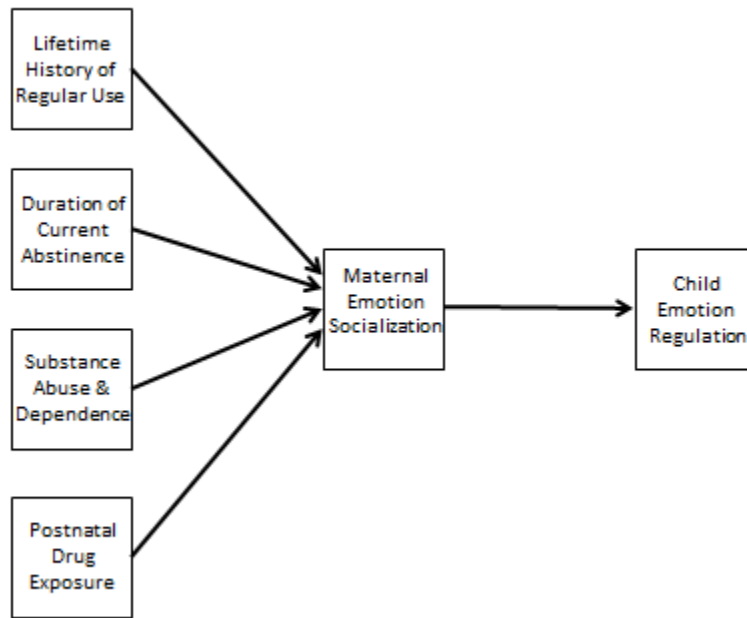 Lifetime
History of
Regular Use
Duration of
Current
Abstinence
Substance
Abuse &
Dependence
Postnatal
Drug
Exposure
Maternal
Emotion
Socialization
Child
Emotion
Regulation